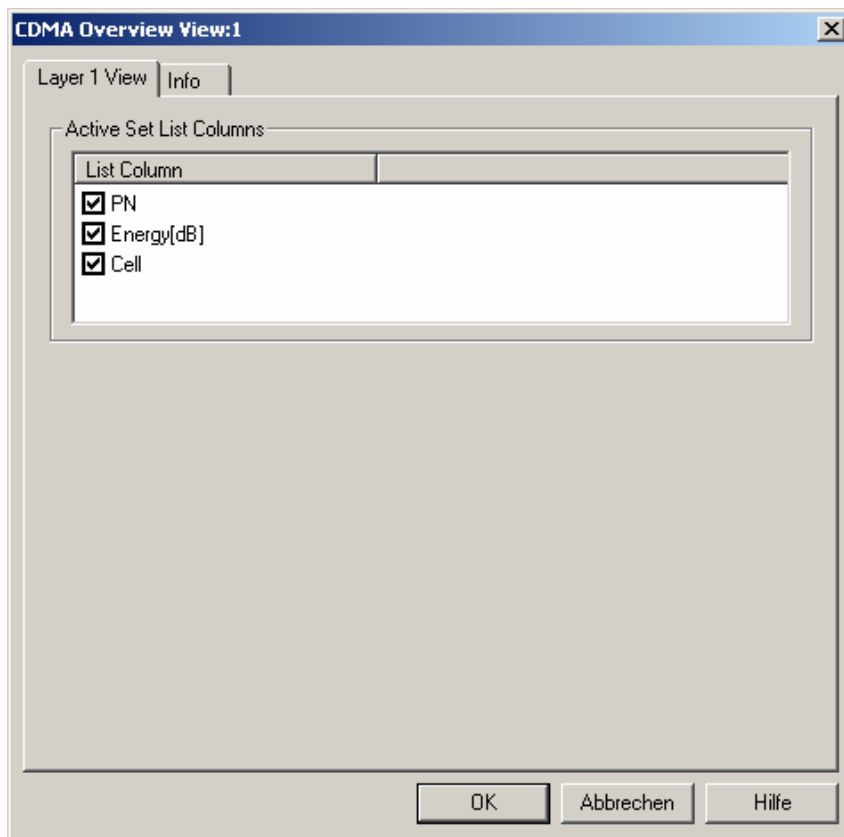 CDMA Overview View:1
Layer 1 View Info
Active Set List Columns
List Column
PN
Energy[dB]
Cell
OK Abbrechen Hilfe